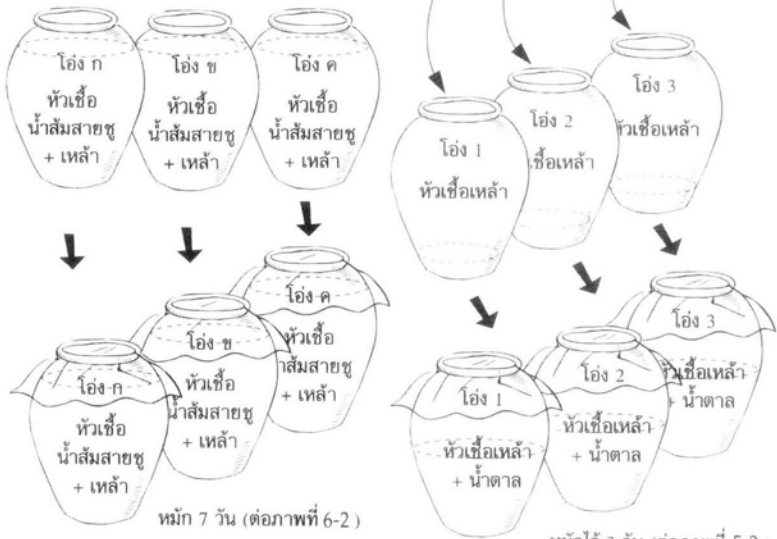 โอ่ง ก
หัวเชื้อ
น้ำส้มสายชู
+ เหล้า
โอ่ง ข
หัวเชื้อ
น้ำส้มสายชู
+ เหล้า
โอ่ง ค
หัวเชื้อ
น้ำส้มสายชู
+ เหล้า
โอ่ง 1
หัวเชื้อเหล้า
โอ่ง 2
หัวเชื้อเหล้า
โอ่ง 3
หัวเชื้อเหล้า
โอ่ง ก
หัวเชื้อ
น้ำส้มสายชู
+ เหล้า
โอ่ง ข
หัวเชื้อ
น้ำส้มสายชู
+ เหล้า
โอ่ง ค
หัวเชื้อ
น้ำส้มสายชู
+ เหล้า
หมัก 7 วัน (ต่อภาพที่ 6-2 )
โอ่ง 1
หัวเชื้อเหล้า
+ น้ำตาล
โอ่ง 2
หัวเชื้อเหล้า
+ น้ำตาล
โอ่ง 3
หัวเชื้อเหล้า
+ น้ำตาล